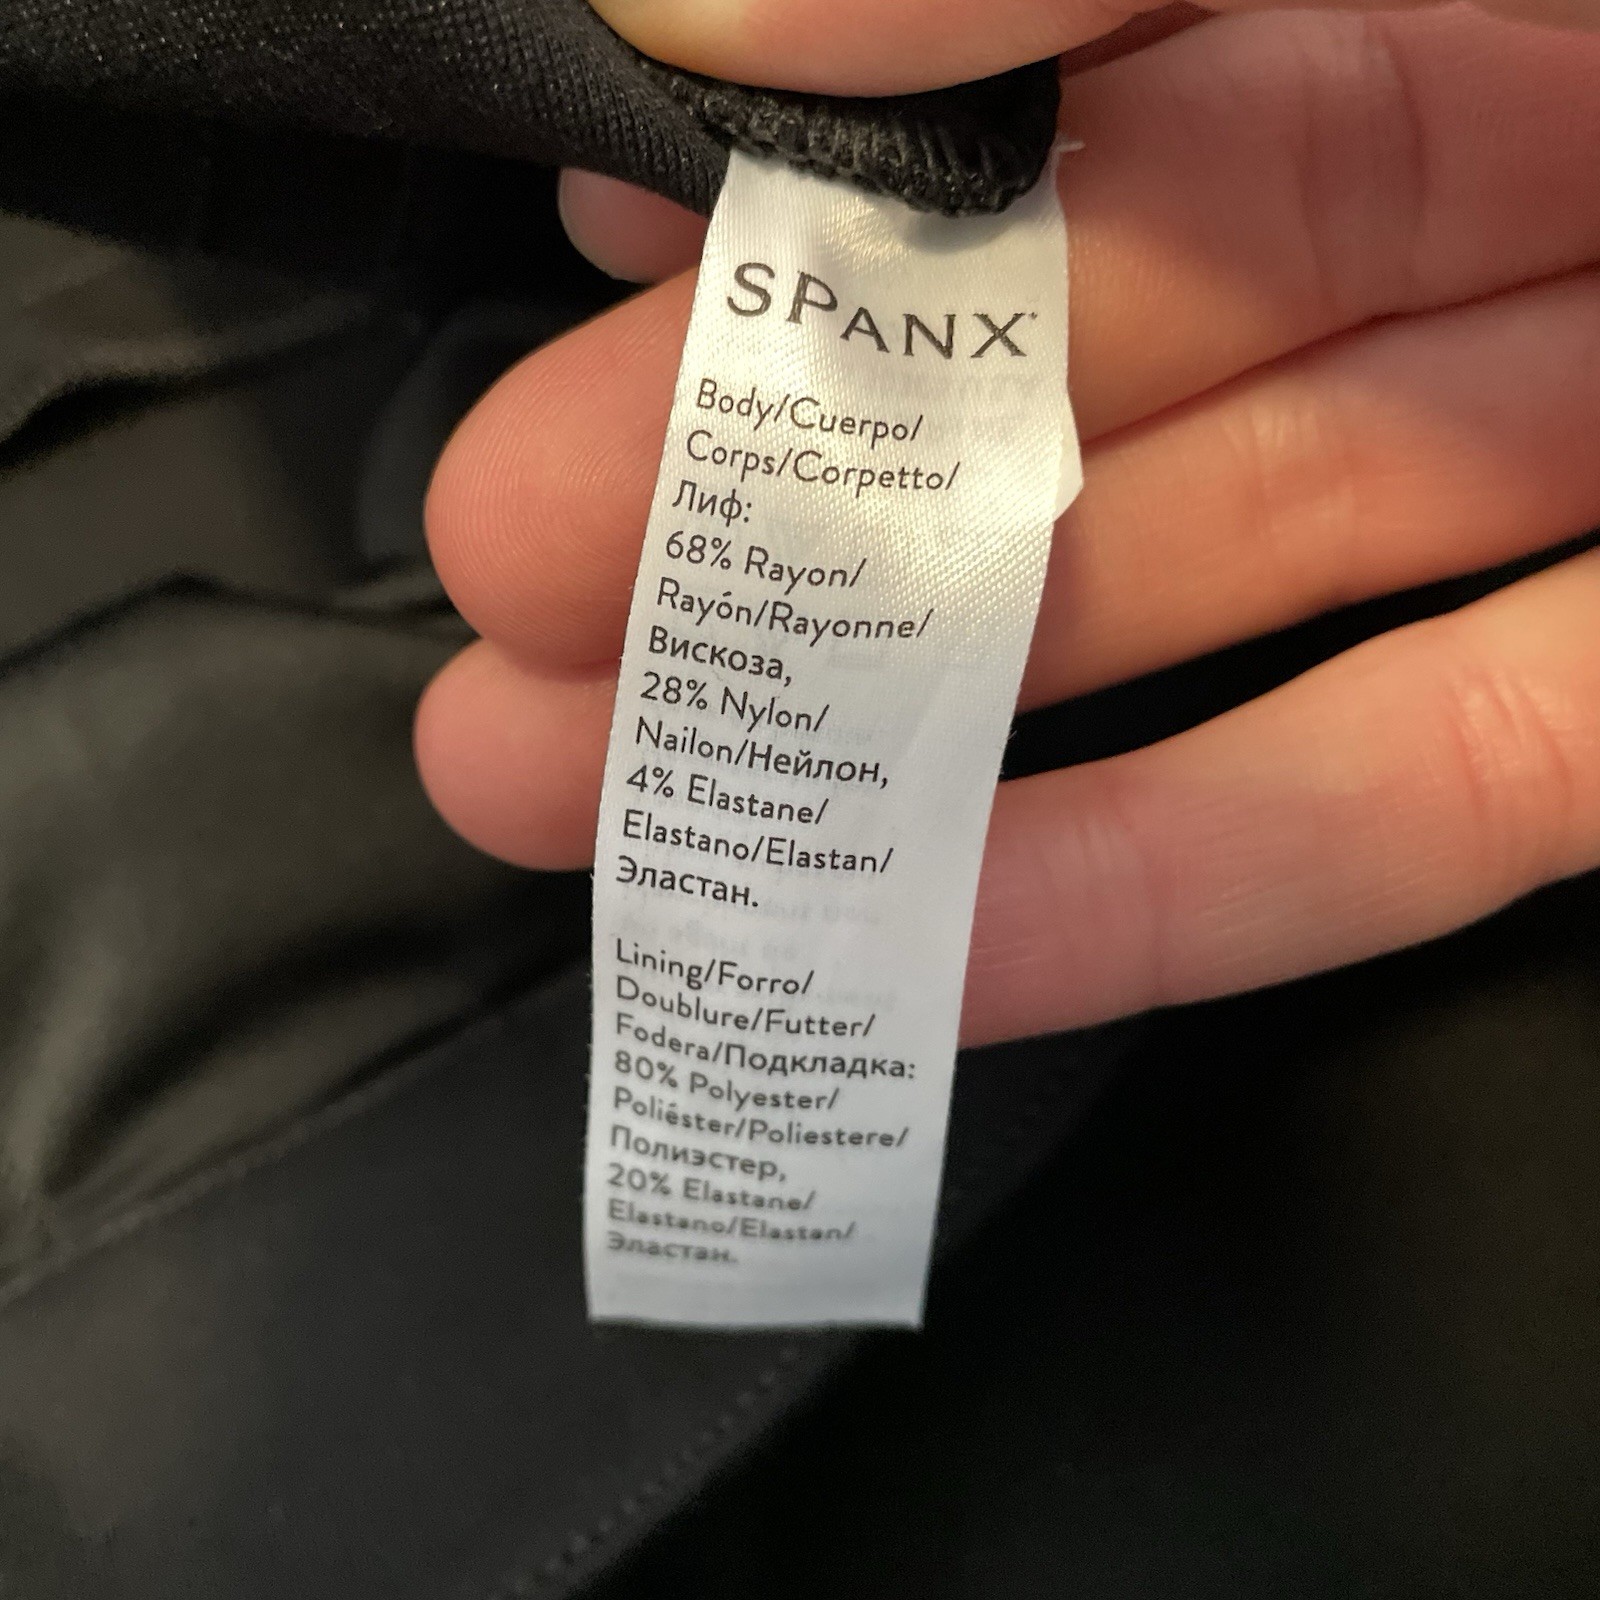 SPANX
Body/Cuerpo/
Corps/Corpetto/
Лиф:
68% Rayon/
Rayón/Rayonne/
Вискоза,
28% Nylon/
Nailon/Нейлон,
4% Elastane/
Elastano/Elastan/
Эластан.
Lining/Forro/
Doublure/Futter/
Fodera/Подкладка:
80% Polyester/
Poliéster/Poliestere/
Полиэстер,
20% Elastane/
Elastano/Elastan/
Эластан.